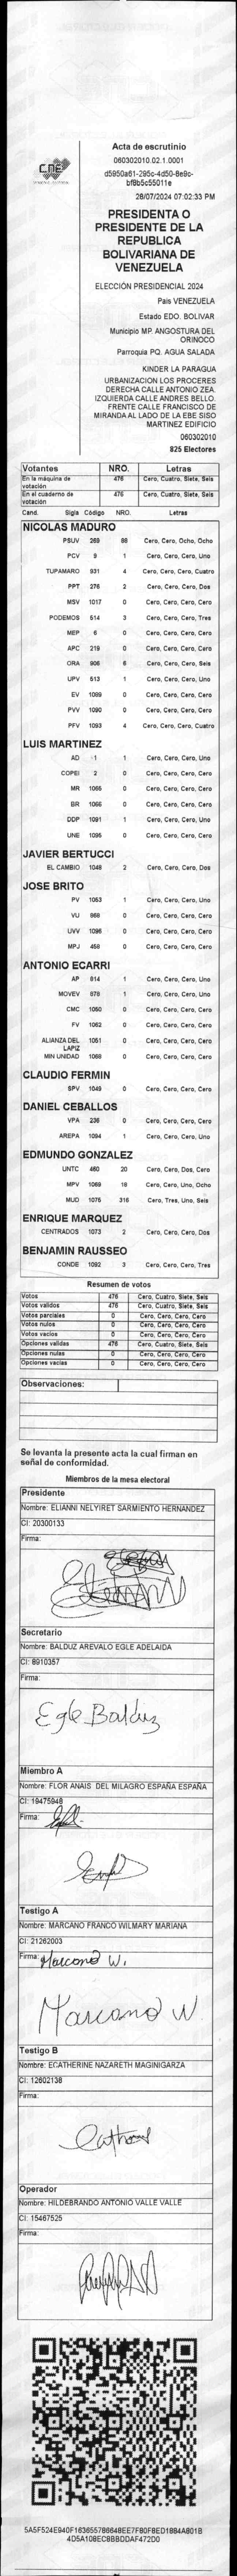 CNE
Acta de escrutinio
060302010.02.1.0001
d5950a61-295c-4d50-8e9c-
bf8b5c55011e
28/07/2024 07:02:33 PM
PRESIDENTA O
PRESIDENTE DE LA
REPUBLICA
BOLIVARIANA DE
VENEZUELA
ELECCIÓN PRESIDENCIAL 2024
Pais VENEZUELA
Estado EDO. BOLIVAR
Municipio MP. ANGOSTURA DEL
ORINOCO
Parroquia PQ. AGUA SALADA
KINDER LA PARAGUA
URBANIZACION LOS PROCERES
DERECHA CALLE ANTONIO ZEA.
IZQUIERDA CALLE ANDRES BELLO.
FRENTE CALLE FRANCISCO DE
MIRANDA AL LADO DE LA EBE SISO
MARTINEZ EDIFICIO
060302010
825 Electores
Votantes NRO. Letras
En la máquina de votación 476 Cero, Cuatro, Siete, Seis
En el cuaderno de votación 476 Cero, Cuatro, Siete, Seis
Cand. Sigla Código NRO. Letras
NICOLAS MADURO
PSUV 269 88 Cero, Cero, Ocho, Ocho
PCV 9 1 Cero, Cero, Cero, Uno
TUPAMARO 931 4 Cero, Cero, Cero, Cuatro
PPT 276 2 Cero, Cero, Cero, Dos
MSV 1017 0 Cero, Cero, Cero, Cero
PODEMOS 514 3 Cero, Cero, Cero, Tres
MEP 6 0 Cero, Cero, Cero, Cero
APC 219 0 Cero, Cero, Cero, Cero
ORA 906 6 Cero, Cero, Cero, Seis
UPV 513 1 Cero, Cero, Cero, Uno
EV 1089 0 Cero, Cero, Cero, Cero
PVV 1090 0 Cero, Cero, Cero, Cero
PFV 1093 4 Cero, Cero, Cero, Cuatro
LUIS MARTINEZ
AD 1 1 Cero, Cero, Cero, Uno
COPEI 2 0 Cero, Cero, Cero, Cero
MR 1065 0 Cero, Cero, Cero, Cero
BR 1066 0 Cero, Cero, Cero, Cero
DDP 1091 1 Cero, Cero, Cero, Uno
UNE 1095 0 Cero, Cero, Cero, Cero
JAVIER BERTUCCI
EL CAMBIO 1048 2 Cero, Cero, Cero, Dos
JOSE BRITO
PV 1053 1 Cero, Cero, Cero, Uno
VU 868 0 Cero, Cero, Cero, Cero
UVV 1096 0 Cero, Cero, Cero, Cero
MPJ 458 0 Cero, Cero, Cero, Cero
ANTONIO ECARRI
AP 814 1 Cero, Cero, Cero, Uno
MOVEV 878 1 Cero, Cero, Cero, Uno
CMC 1050 0 Cero, Cero, Cero, Cero
FV 1062 0 Cero, Cero, Cero, Cero
ALIANZA DEL LAPIZ 1051 0 Cero, Cero, Cero, Cero
MIN UNIDAD 1068 0 Cero, Cero, Cero, Cero
CLAUDIO FERMIN
SPV 1049 0 Cero, Cero, Cero, Cero
DANIEL CEBALLOS
VPA 236 0 Cero, Cero, Cero, Cero
AREPA 1094 1 Cero, Cero, Cero, Uno
EDMUNDO GONZALEZ
UNTC 460 20 Cero, Cero, Dos, Cero
MPV 1069 18 Cero, Cero, Uno, Ocho
MUD 1075 316 Cero, Tres, Uno, Seis
ENRIQUE MARQUEZ
CENTRADOS 1073 2 Cero, Cero, Cero, Dos
BENJAMIN RAUSSEO
CONDE 1092 3 Cero, Cero, Cero, Tres
Resumen de votos
Votos 476 Cero, Cuatro, Siete, Seis
Votos validos 476 Cero, Cuatro, Siete, Seis
Votos parciales 0 Cero, Cero, Cero, Cero
Votos nulos 0 Cero, Cero, Cero, Cero
Votos vacios 0 Cero, Cero, Cero, Cero
Opciones validas 476 Cero, Cuatro, Siete, Seis
Opciones nulas 0 Cero, Cero, Cero, Cero
Opciones vacias 0 Cero, Cero, Cero, Cero
Observaciones:
Se levanta la presente acta la cual firman en
señal de conformidad.
Miembros de la mesa electoral
Presidente
Nombre: ELIANNI NELYIRET SARMIENTO HERNANDEZ
CI: 20300133
Firma:
Secretario
Nombre: BALDUZ AREVALO EGLE ADELAIDA
CI: 8910357
Firma:
Egle Balduz
Miembro A
Nombre: FLOR ANAIS DEL MILAGRO ESPAÑA ESPAÑA
CI: 19475948
Firma:
Testigo A
Nombre: MARCANO FRANCO WILMARY MARIANA
CI: 21262003
Firma: Marcano W.
Marcano W
Testigo B
Nombre: ECATHERINE NAZARETH MAGINIGARZA
CI: 12602138
Firma:
Operador
Nombre: HILDEBRANDO ANTONIO VALLE VALLE
CI: 15467525
Firma:
5A5F524E940F163655786648EE7F80F8ED1884A601B
4D5A108EC8BBDDAF472D0